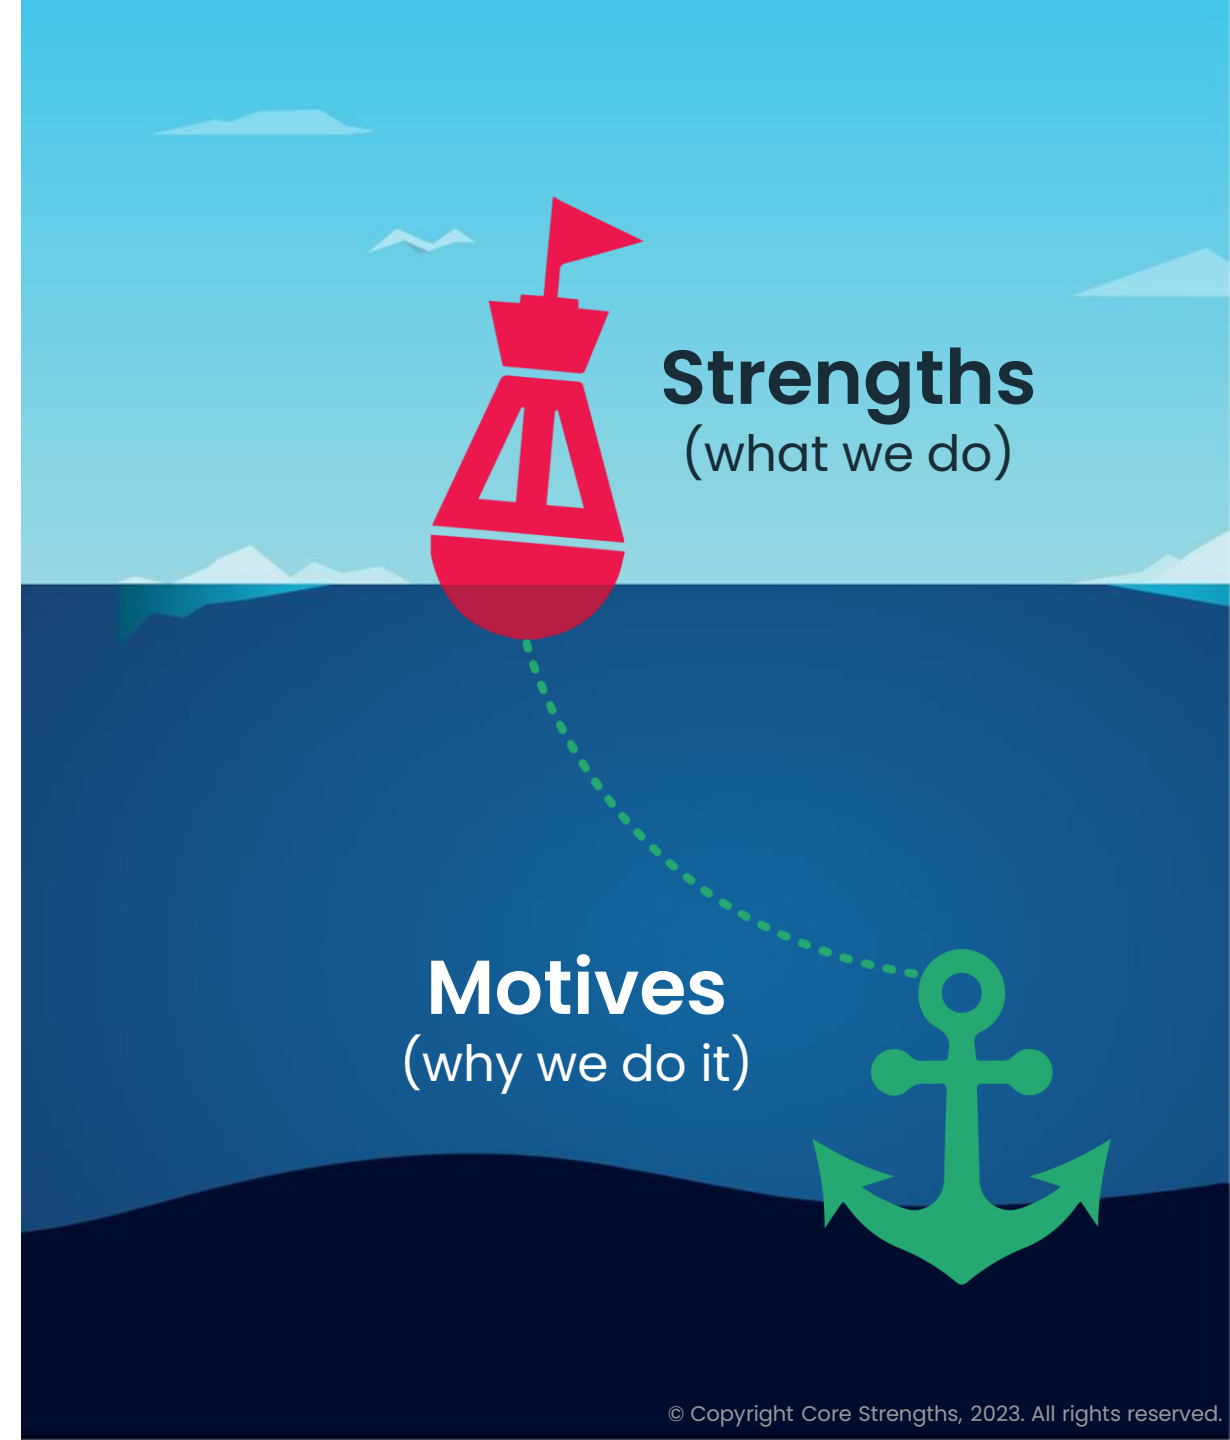 Strengths
(what we do)
Motives
(why we do it)
© Copyright Core Strengths, 2023. All rights reserved.